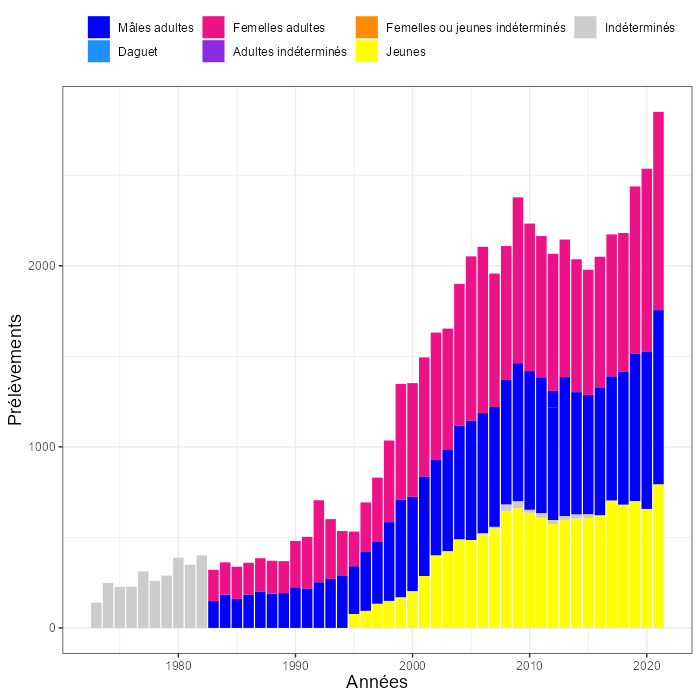 Mâles adultes Femelles adultes Femelles ou jeunes indéterminés Indéterminés
Daguet Adultes indéterminés Jeunes
2000
1000
0
Prélèvements
1980 1990 2000 2010 2020
Années